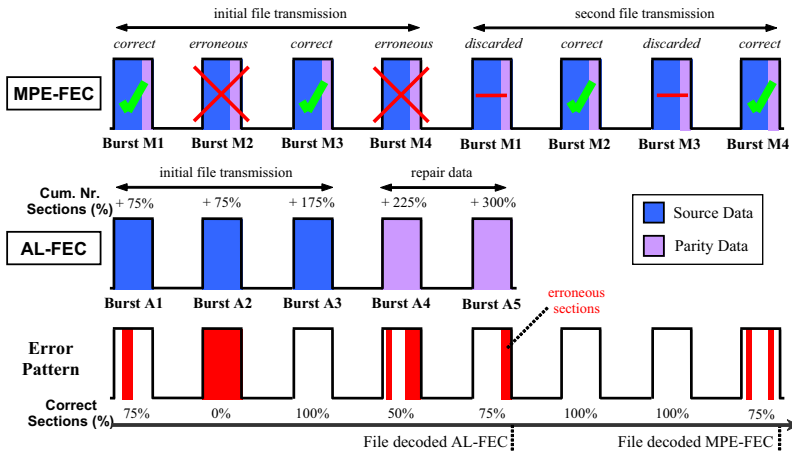 initial file transmission second file transmission
correct erroneous correct erroneous discarded correct discarded correct
MPE-FEC
Burst M1 Burst M2 Burst M3 Burst M4 Burst M1 Burst M2 Burst M3 Burst M4
initial file transmission repair data
Cum. Nr.
Sections (%)
+ 75% + 75% + 175% + 225% + 300%
AL-FEC
Source Data
Parity Data
Burst A1 Burst A2 Burst A3 Burst A4 Burst A5
erroneous
sections
Error
Pattern
Correct
Sections (%)
75% 0% 100% 50% 75% 100% 100% 75%
File decoded AL-FEC File decoded MPE-FEC